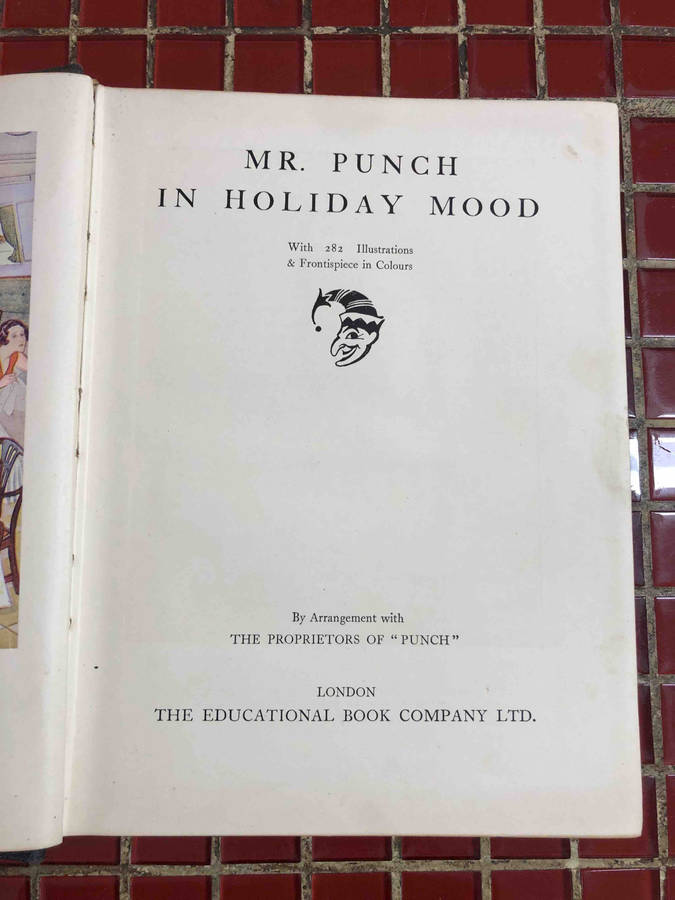 MR. PUNCH
IN HOLIDAY MOOD
With 282 Illustrations
& Frontispiece in Colours
By Arrangement with
THE PROPRIETORS OF "PUNCH"
LONDON
THE EDUCATIONAL BOOK COMPANY LTD.